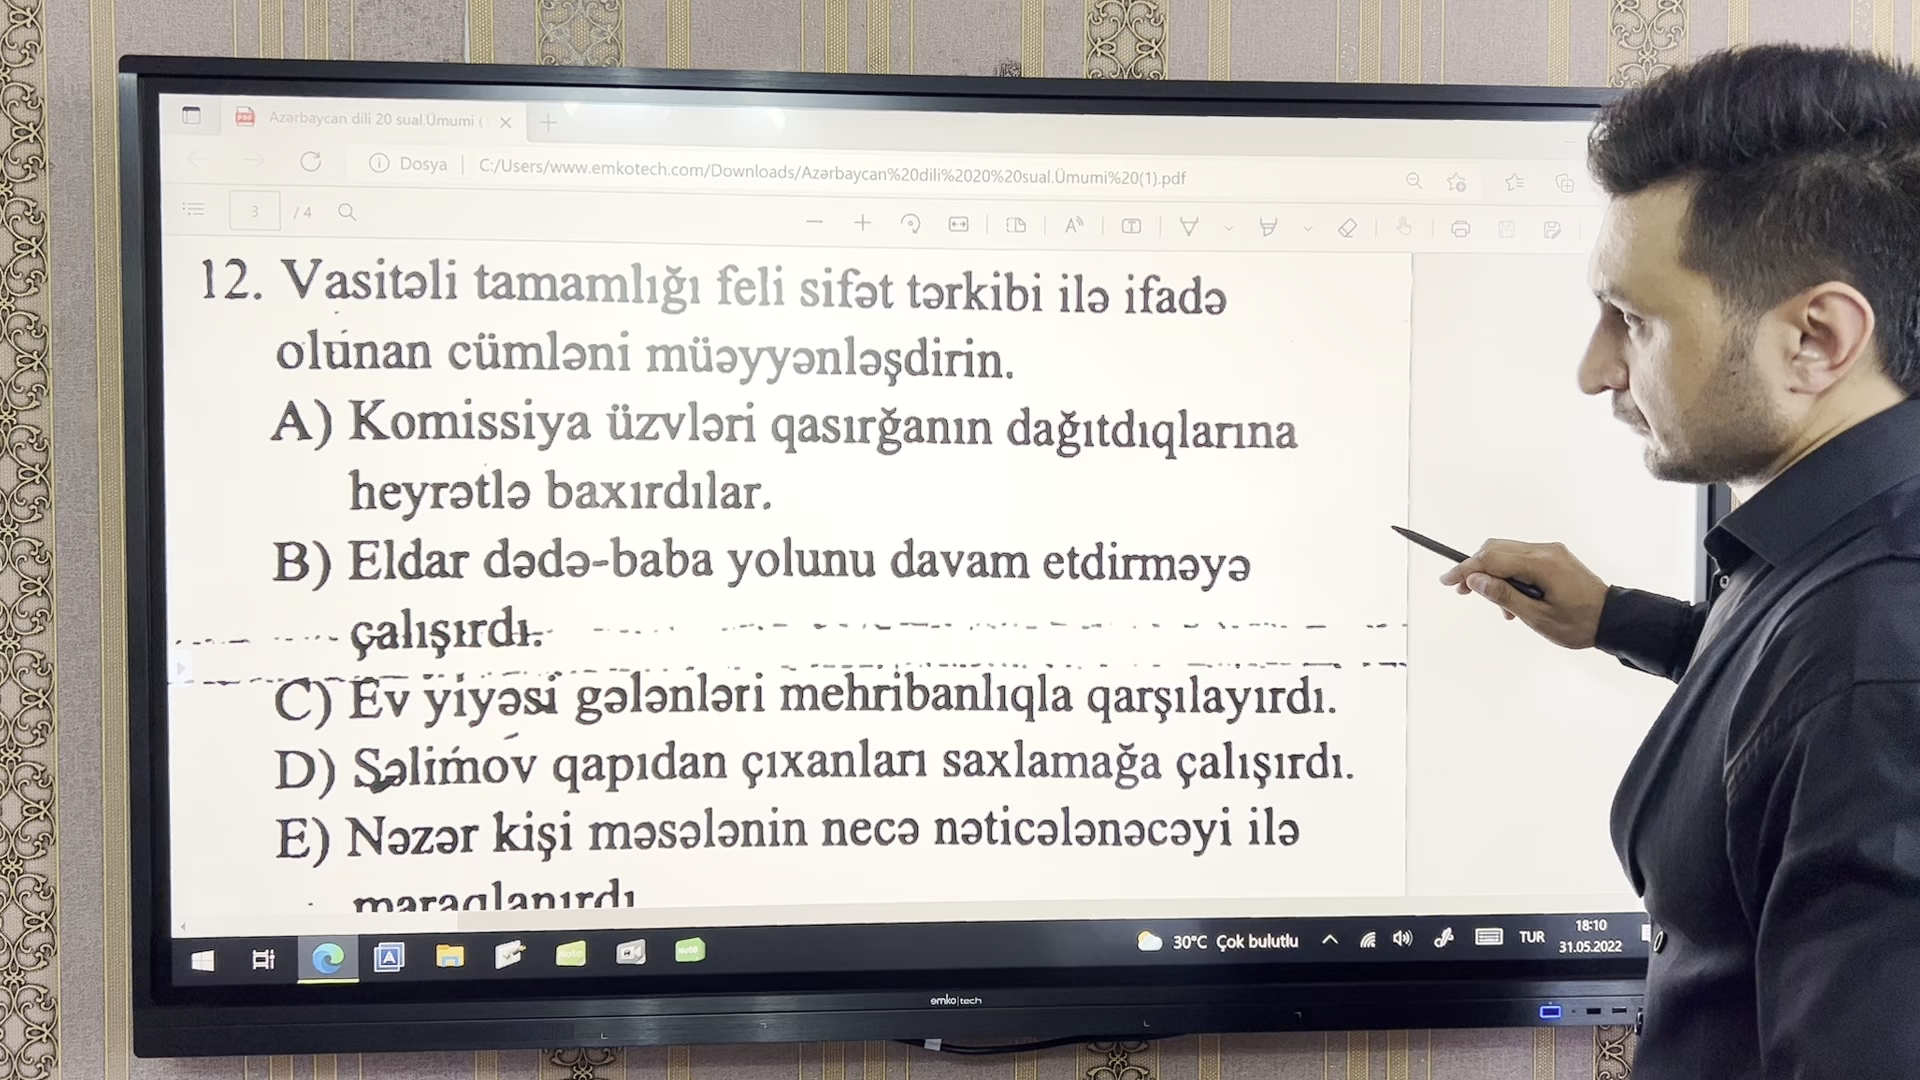 Azərbaycan dili 20 sual.Ümumi (
Dosya C:/Users/www.emkotech.com/Downloads/Azərbaycan%20dili%2020%20sual.Ümumi%20(1).pdf
3 / 4
12. Vasitəli tamamlığı feli sifət tərkibi ilə ifadə
olunan cümləni müəyyənləşdirin.
A) Komissiya üzvləri qasırğanın dağıtdıqlarına
heyrətlə baxırdılar.
B) Eldar dədə-baba yolunu davam etdirməyə
çalışırdı.
C) Ev yiyəsi gələnləri mehribanlıqla qarşılayırdı.
D) Səlimov qapıdan çıxanları saxlamağa çalışırdı.
E) Nəzər kişi məsələnin necə nəticələnəcəyi ilə
maraqlanırdı
30°C Çok bulutlu TUR 18:10
31.05.2022
emko|tech